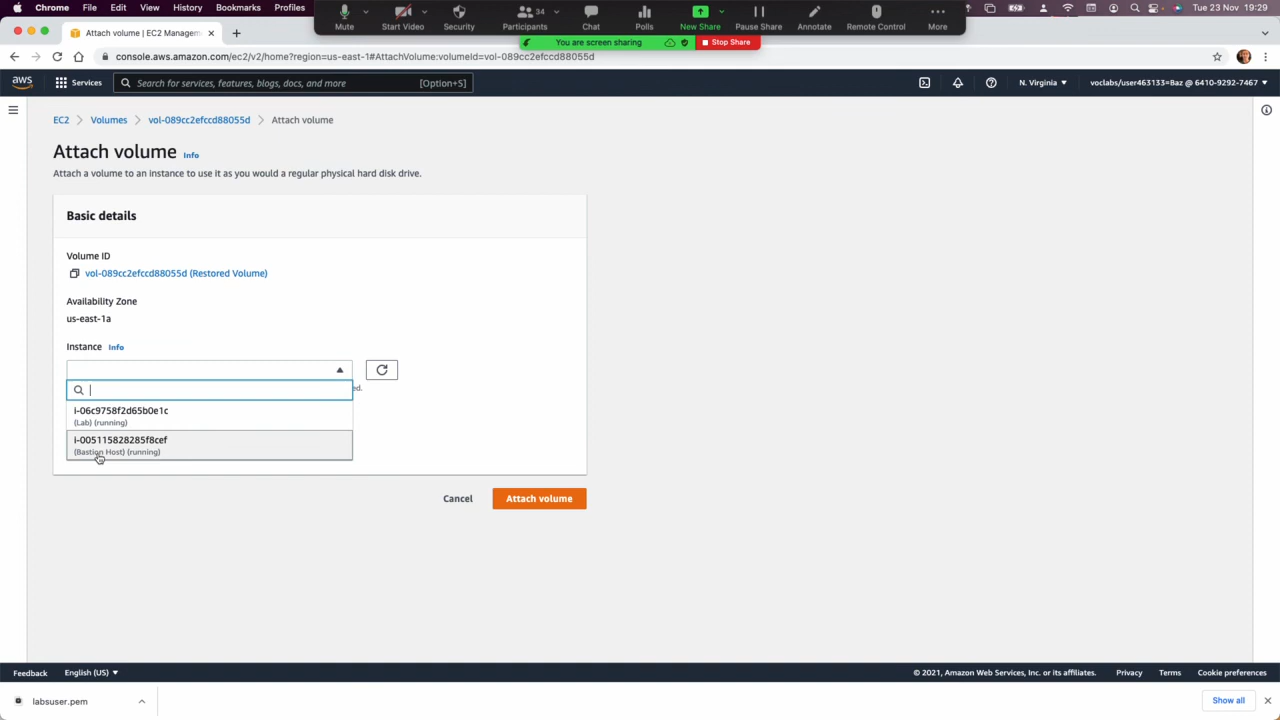 Chrome File Edit View History Bookmarks Profiles
Tue 23 Nov 19:29
Mute Start Video Security Participants 34 Chat Polls New Share Pause Share Annotate Remote Control More
You are screen sharing Stop Share
Attach volume | EC2 Manageme
console.aws.amazon.com/ec2/v2/home?region=us-east-1#AttachVolume:volumeId=vol-089cc2efccd88055d
aws Services Search for services, features, blogs, docs, and more [Option+S] N. Virginia voclabs/user463133=8az @ 6410-9292-7467
EC2 > Volumes > vol-089cc2efccd88055d > Attach volume
Attach volume Info
Attach a volume to an instance to use it as you would a regular physical hard disk drive.
Basic details
Volume ID
vol-089cc2efccd88055d (Restored Volume)
Availability Zone
us-east-1a
Instance Info
ed.
i-06c9758f2d65b0e1c
(Lab) (running)
i-005115828285f8cef
(Bastion Host) (running)
Cancel Attach volume
Feedback English (US) © 2021, Amazon Web Services, Inc. or its affiliates. Privacy Terms Cookie preferences
labsuser.pem Show all